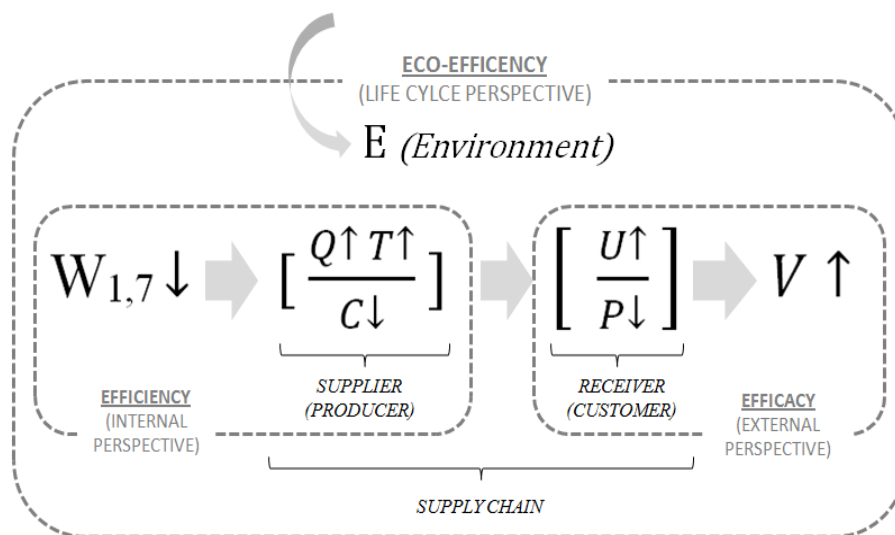 ECO-EFFICENCY
(LIFE CYLCE PERSPECTIVE)
E (Environment)
W1,7↓
[ Q↑ T↑ / C↓ ]
[ U↑ / P↓ ]
V ↑
SUPPLIER
(PRODUCER)
RECEIVER
(CUSTOMER)
EFFICIENCY
(INTERNAL
PERSPECTIVE)
EFFICACY
(EXTERNAL
PERSPECTIVE)
SUPPLY CHAIN